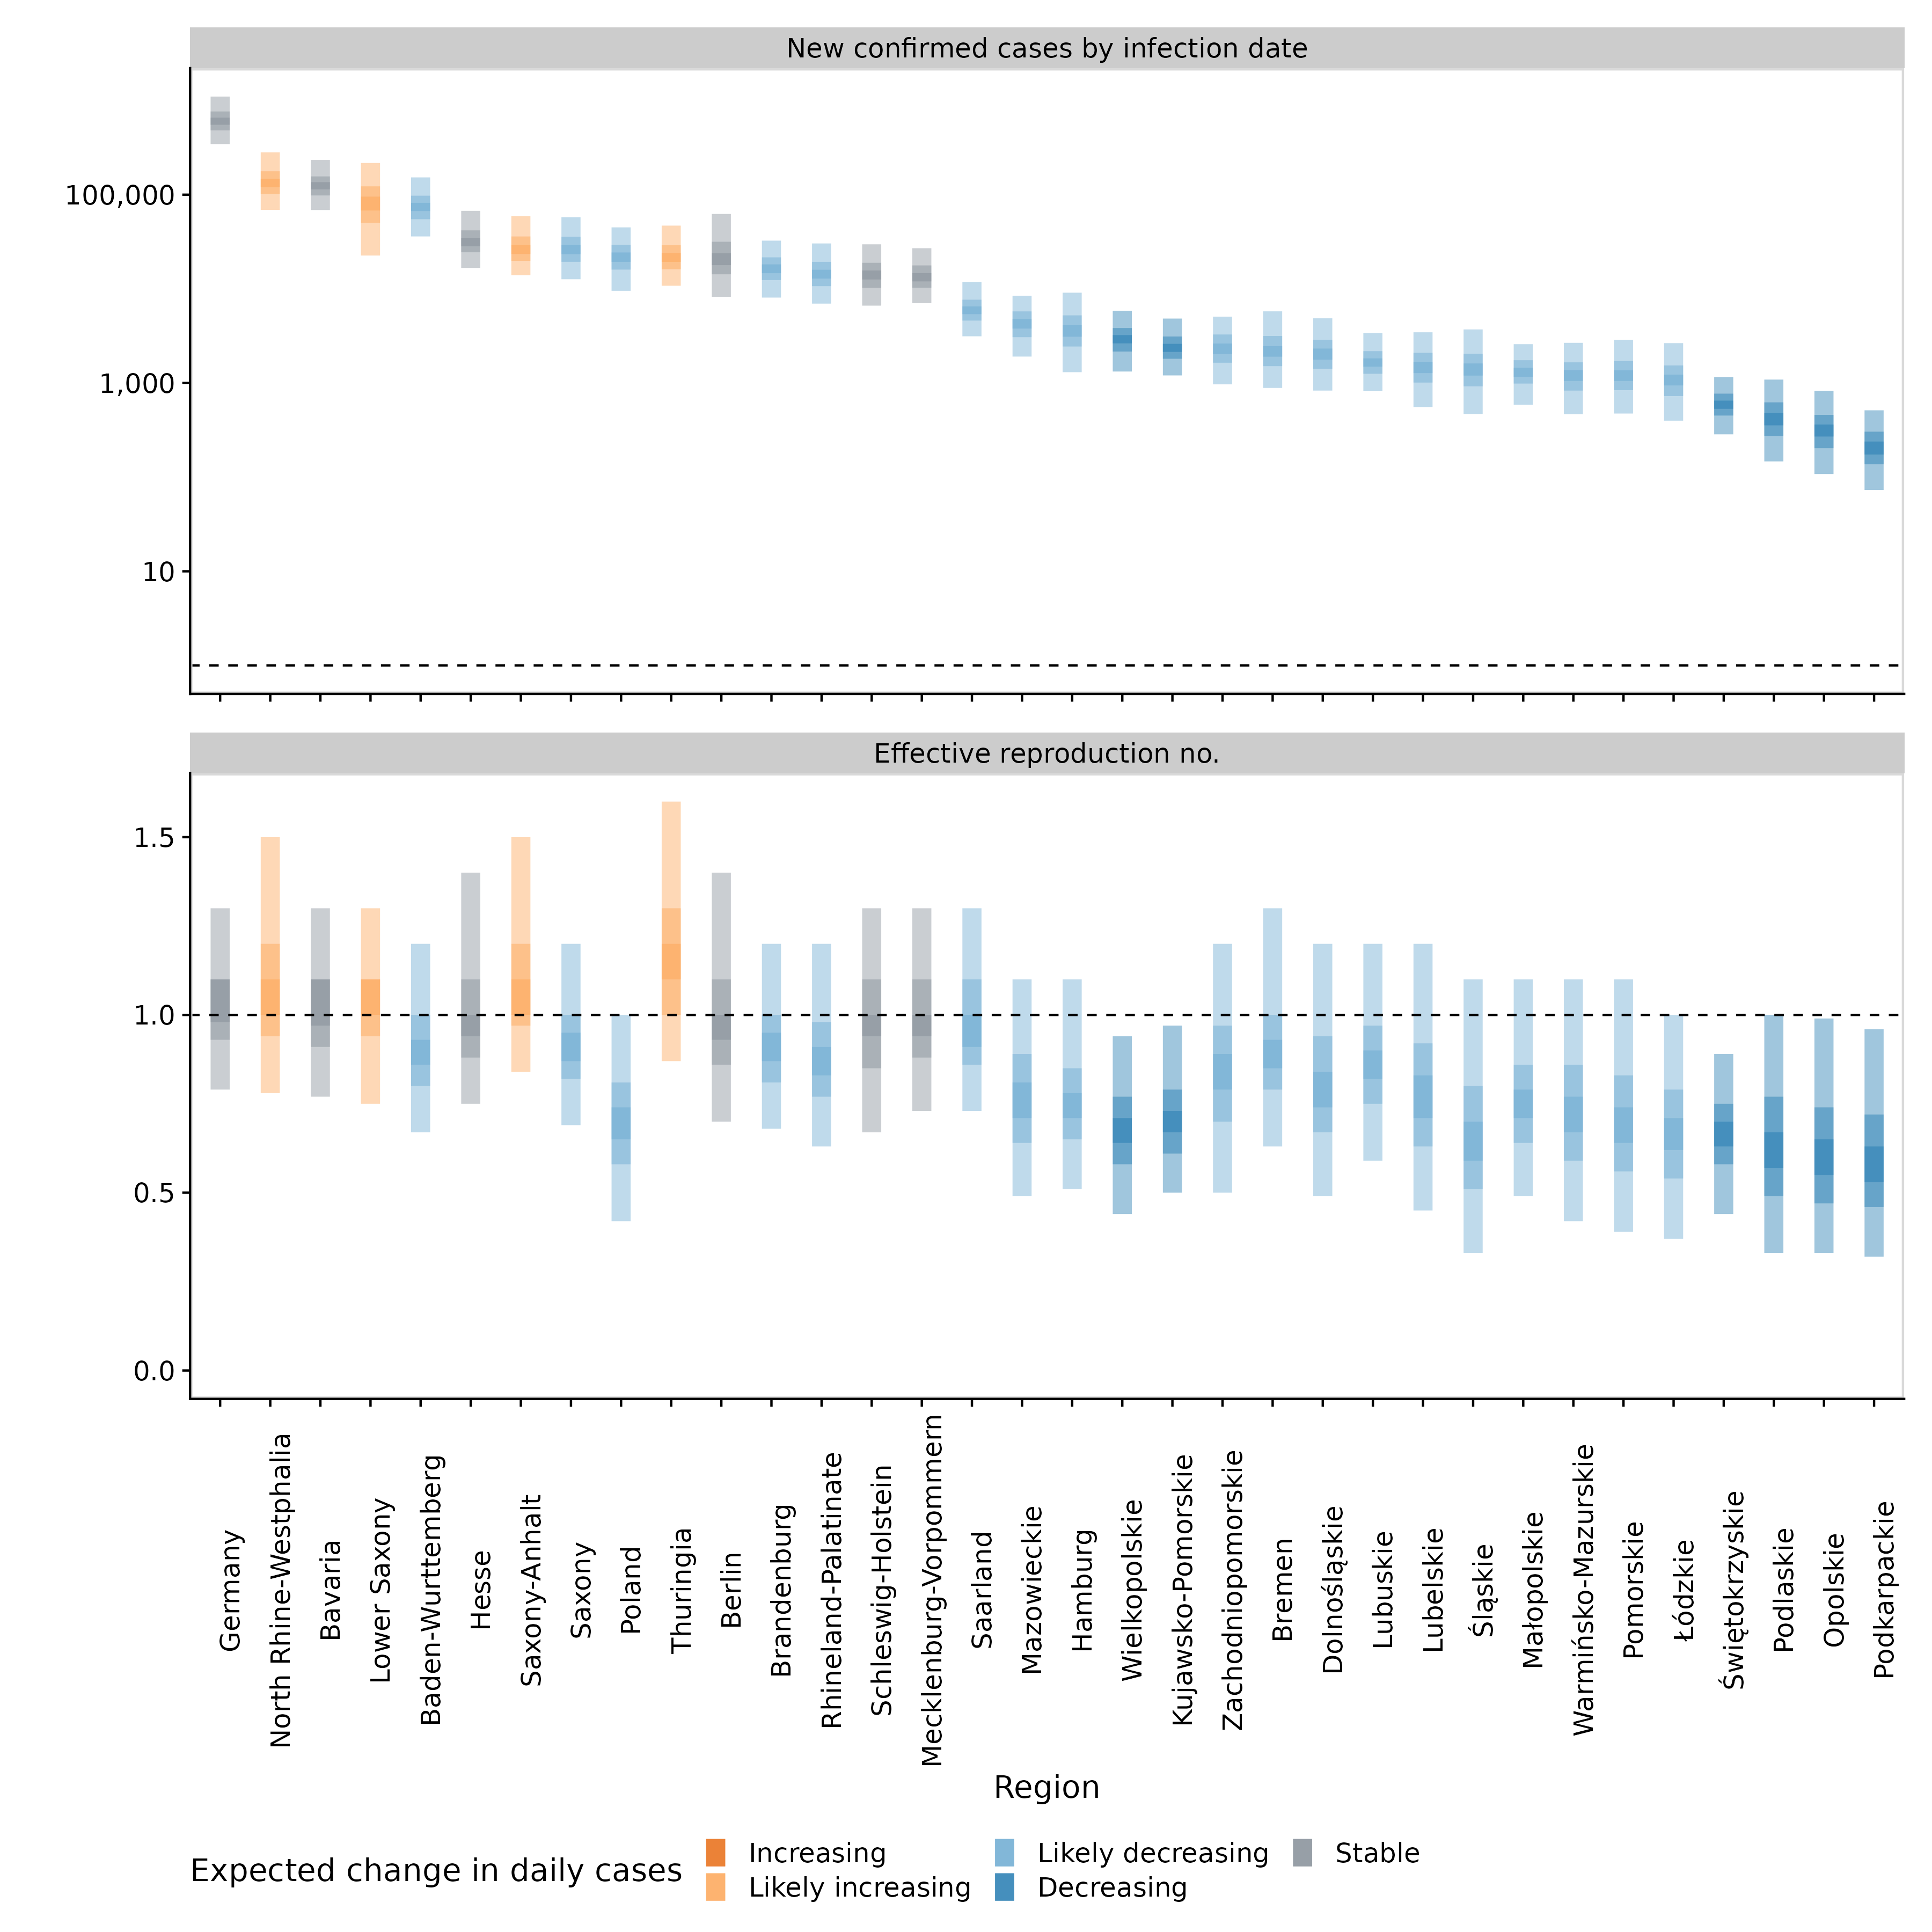 New confirmed cases by infection date
100,000
1,000
10
Effective reproduction no.
1.5
1.0
0.5
0.0
Germany
North Rhine-Westphalia
Bavaria
Lower Saxony
Baden-Wurttemberg
Hesse
Saxony-Anhalt
Saxony
Poland
Thuringia
Berlin
Brandenburg
Rhineland-Palatinate
Schleswig-Holstein
Mecklenburg-Vorpommern
Saarland
Mazowieckie
Hamburg
Wielkopolskie
Kujawsko-Pomorskie
Zachodniopomorskie
Bremen
Dolnośląskie
Lubuskie
Lubelskie
Śląskie
Małopolskie
Warmińsko-Mazurskie
Pomorskie
Łódzkie
Świętokrzyskie
Podlaskie
Opolskie
Podkarpackie
Region
Expected change in daily cases
Increasing
Likely increasing
Likely decreasing
Decreasing
Stable